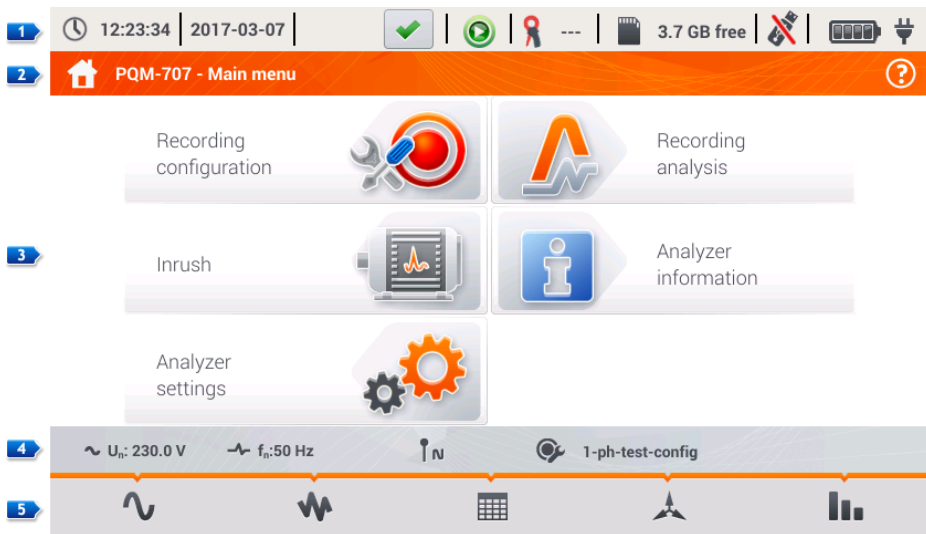 1 12:23:34 2017-03-07 --- 3.7 GB free
2 PQM-707 - Main menu ?
Recording
configuration
Recording
analysis
3
Inrush
Analyzer
information
Analyzer
settings
4 Un: 230.0 V fn:50 Hz N 1-ph-test-config
5